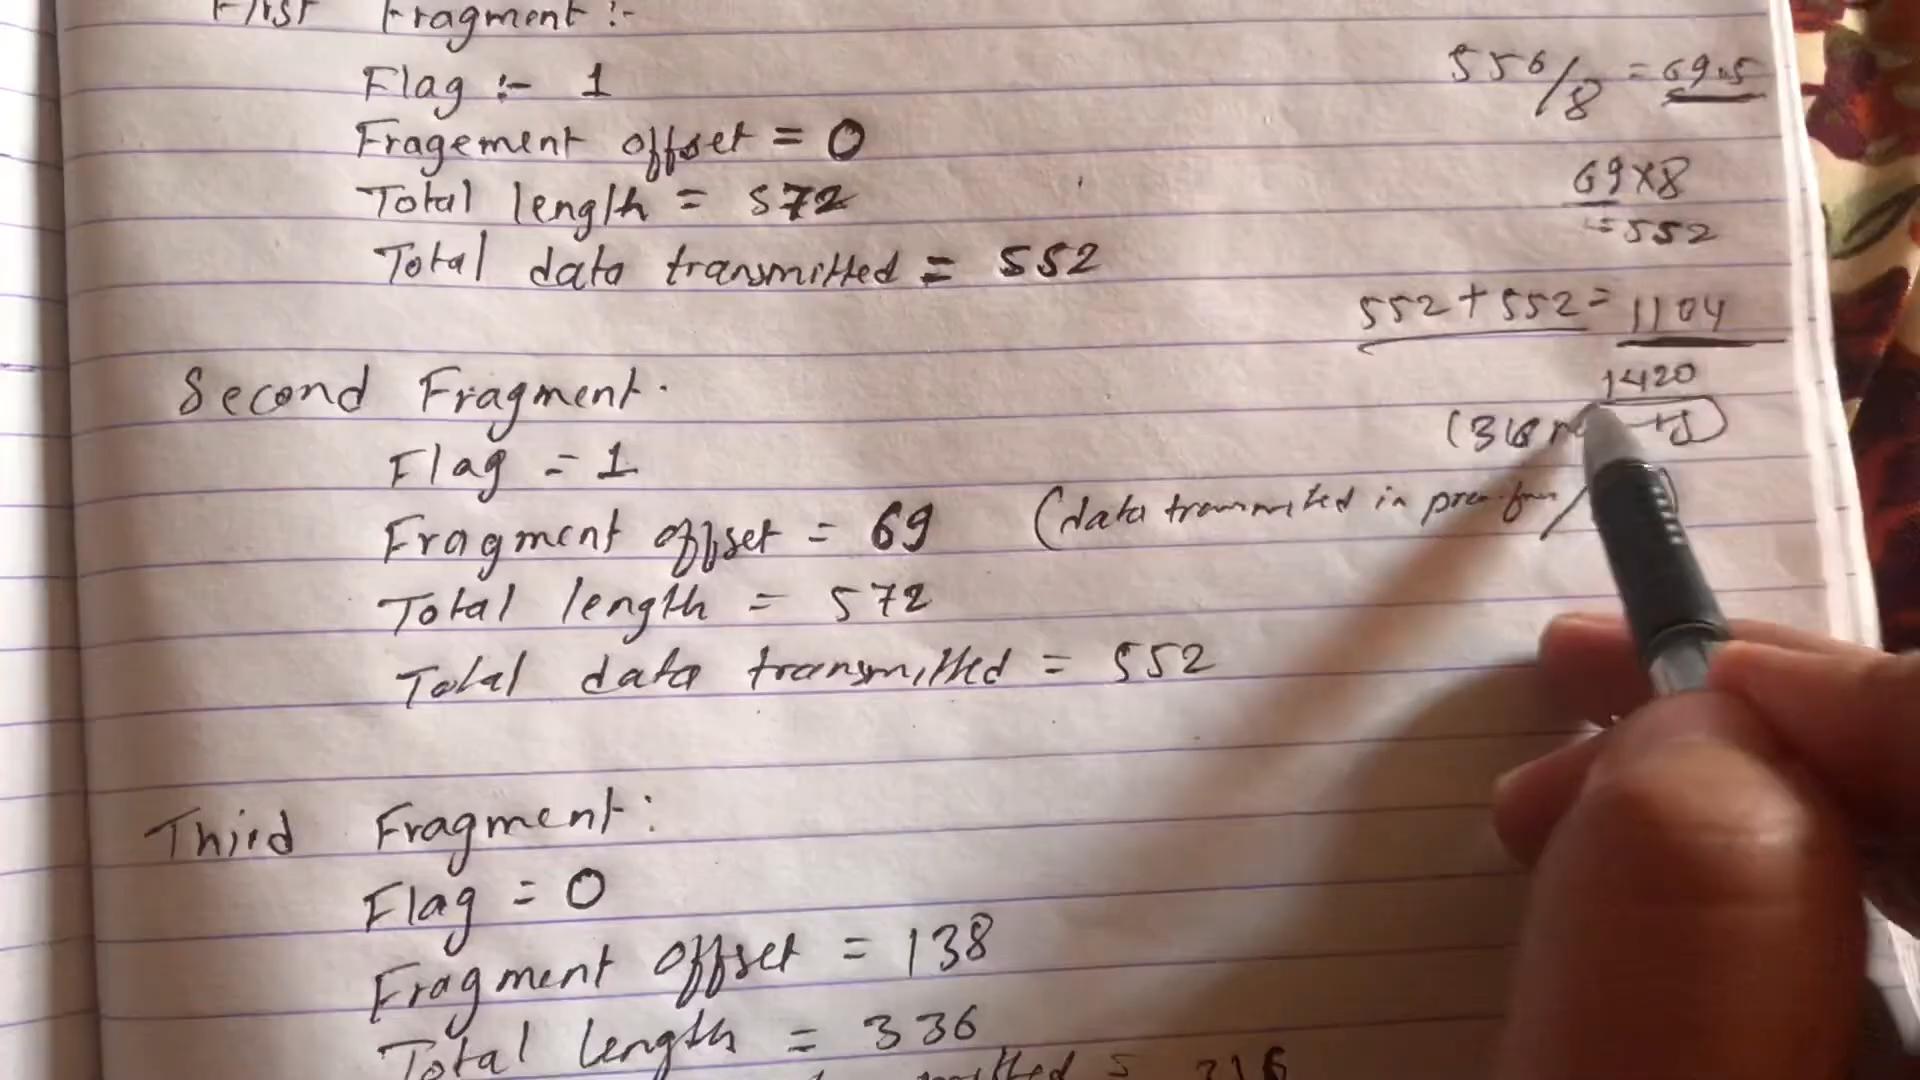 First Fragment :-
Flag :- 1
Fragement offset = 0
Total length = 572
Total data transmitted = 552
556/8 = 69.5
69x8
=552
552 + 552 = 1104
1420
(316
Second Fragment.
Flag = 1
Fragment offset = 69 (data transmitted in
Total length = 572
Total data transmitted = 552
Third Fragment:
Flag = 0
Fragment offset = 138
Total length = 336
= 316